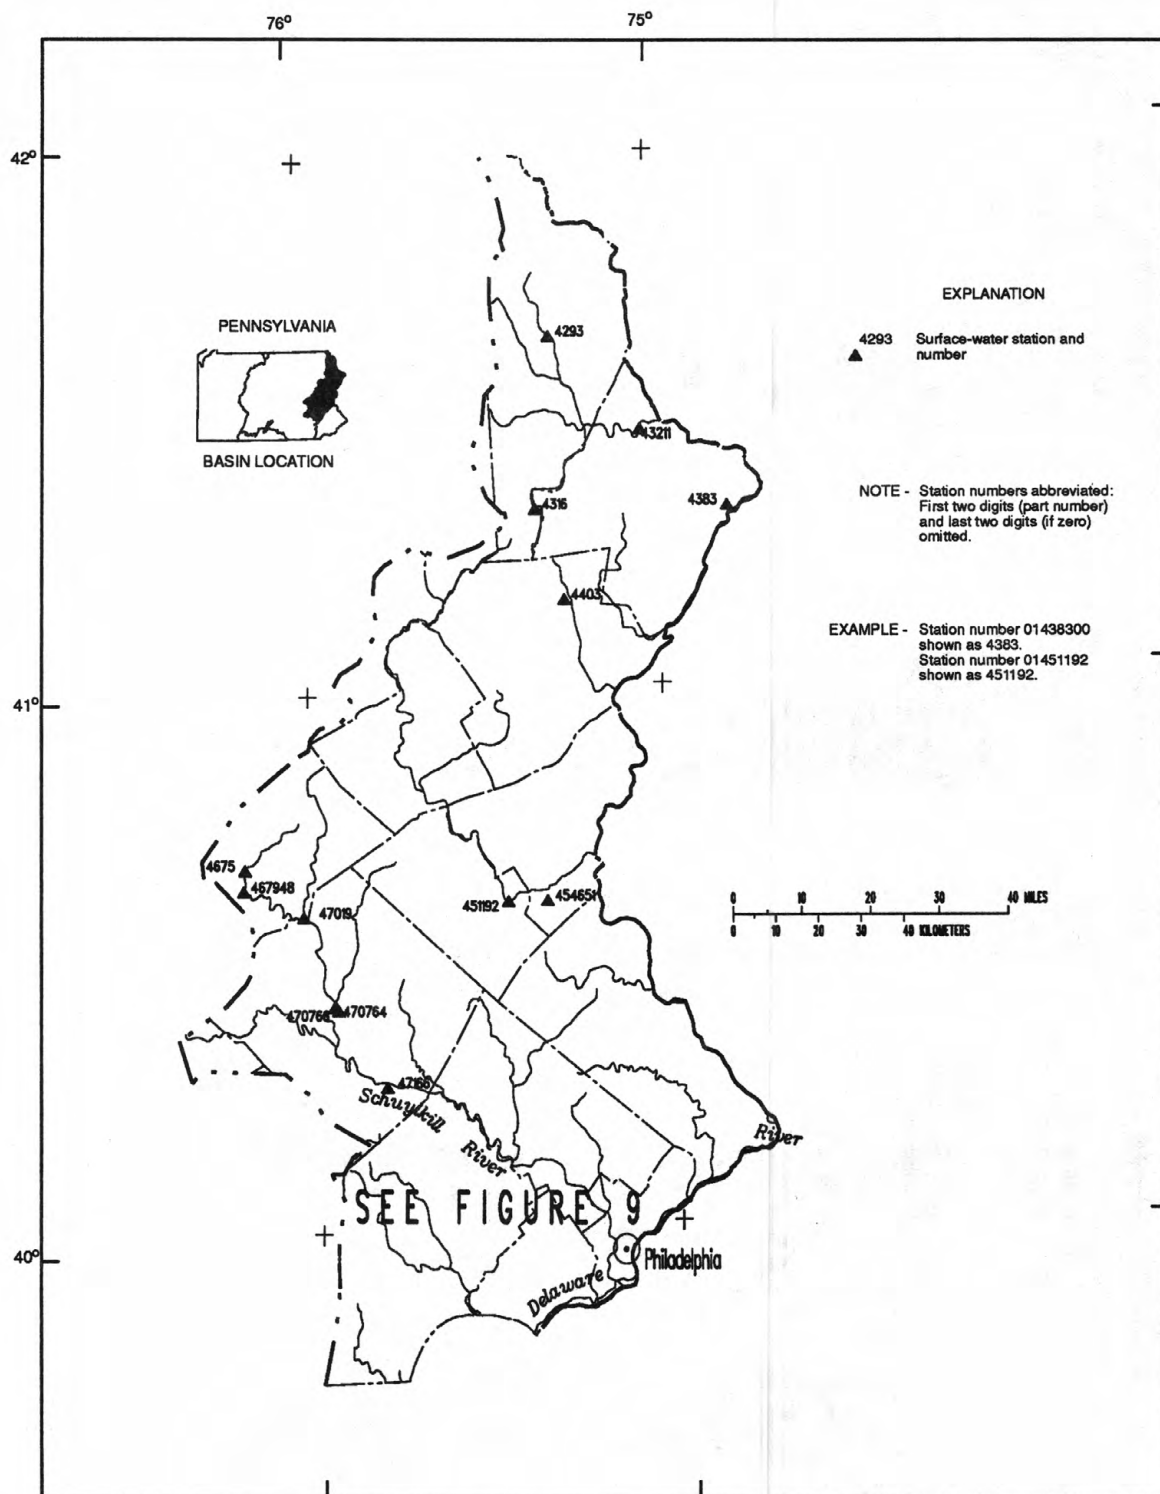 76° 75°
42°
EXPLANATION
4293 Surface-water station and
number
PENNSYLVANIA
BASIN LOCATION
4293
43211
4316
4383
NOTE - Station numbers abbreviated:
First two digits (part number)
and last two digits (if zero)
omitted.
4403
EXAMPLE - Station number 01438300
shown as 4383.
Station number 01451192
shown as 451192.
41°
4675
467948
47019
451192
454651
0 10 20 30 40 MILES
0 10 20 30 40 KILOMETERS
470766
470764
47166
Schuylkill
River
River
SEE FIGURE 9
40°
Philadelphia
Delaware